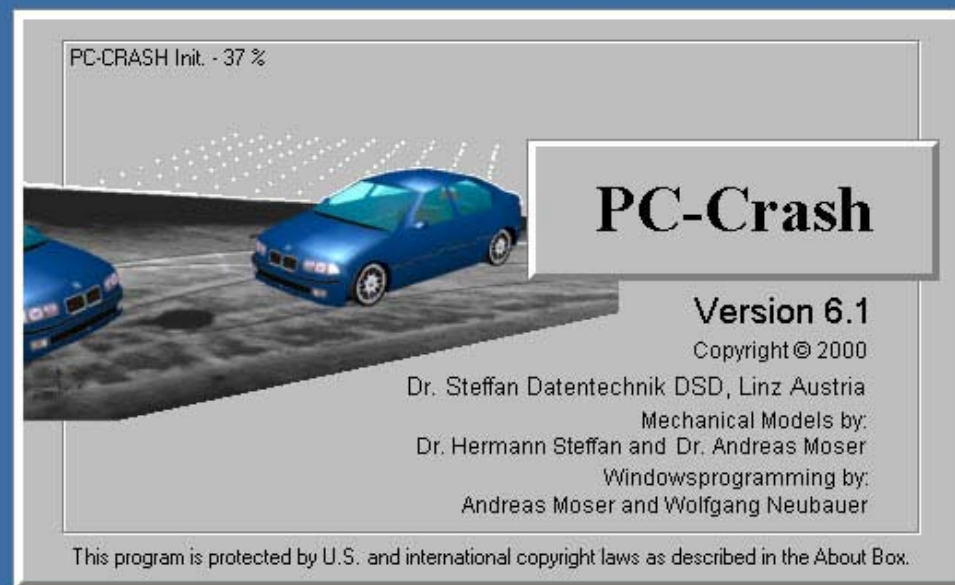 PC-CRASH Init. - 37 %
PC-Crash
Version 6.1
Copyright © 2000
Dr. Steffan Datentechnik DSD, Linz Austria
Mechanical Models by:
Dr. Hermann Steffan and Dr. Andreas Moser
Windowsprogramming by:
Andreas Moser and Wolfgang Neubauer
This program is protected by U.S. and international copyright laws as described in the About Box.